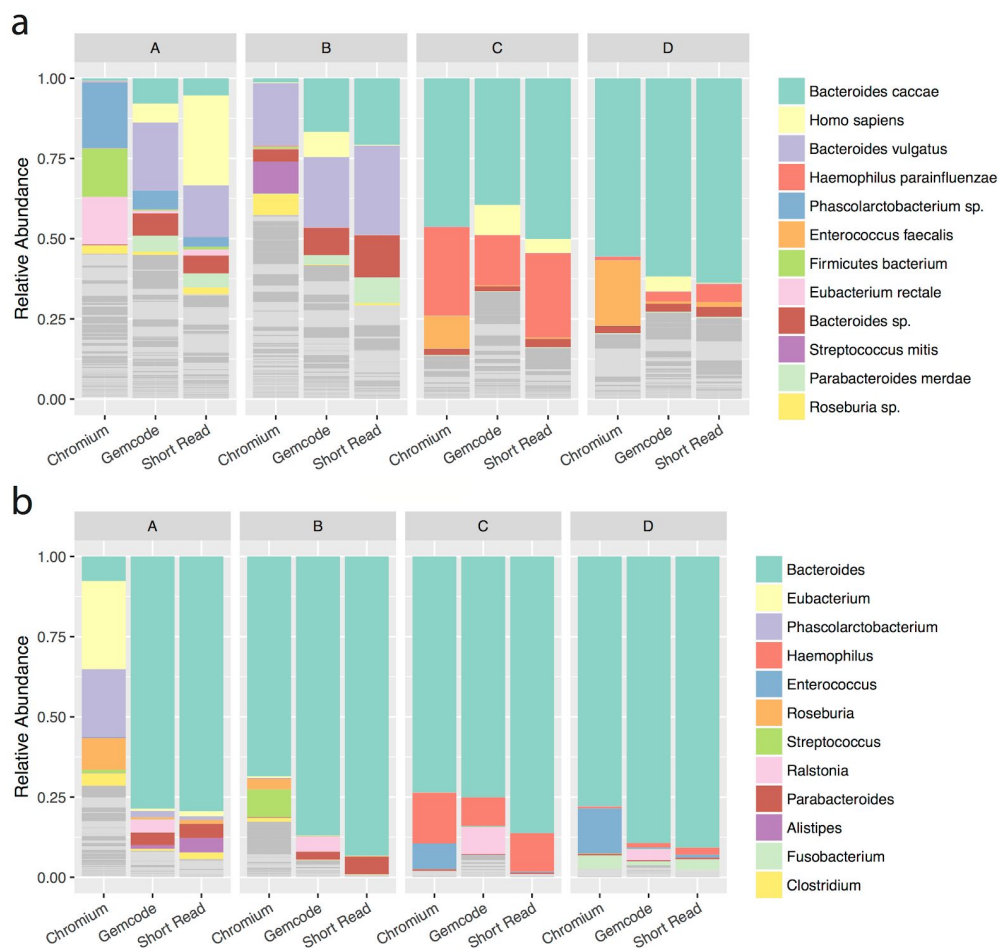 a
A B C D
Relative Abundance
1.00
0.75
0.50
0.25
0.00
Chromium Gemcode Short Read Chromium Gemcode Short Read Chromium Gemcode Short Read Chromium Gemcode Short Read
Bacteroides caccae
Homo sapiens
Bacteroides vulgatus
Haemophilus parainfluenzae
Phascolarctobacterium sp.
Enterococcus faecalis
Firmicutes bacterium
Eubacterium rectale
Bacteroides sp.
Streptococcus mitis
Parabacteroides merdae
Roseburia sp.
b
A B C D
Relative Abundance
1.00
0.75
0.50
0.25
0.00
Chromium Gemcode Short Read Chromium Gemcode Short Read Chromium Gemcode Short Read Chromium Gemcode Short Read
Bacteroides
Eubacterium
Phascolarctobacterium
Haemophilus
Enterococcus
Roseburia
Streptococcus
Ralstonia
Parabacteroides
Alistipes
Fusobacterium
Clostridium